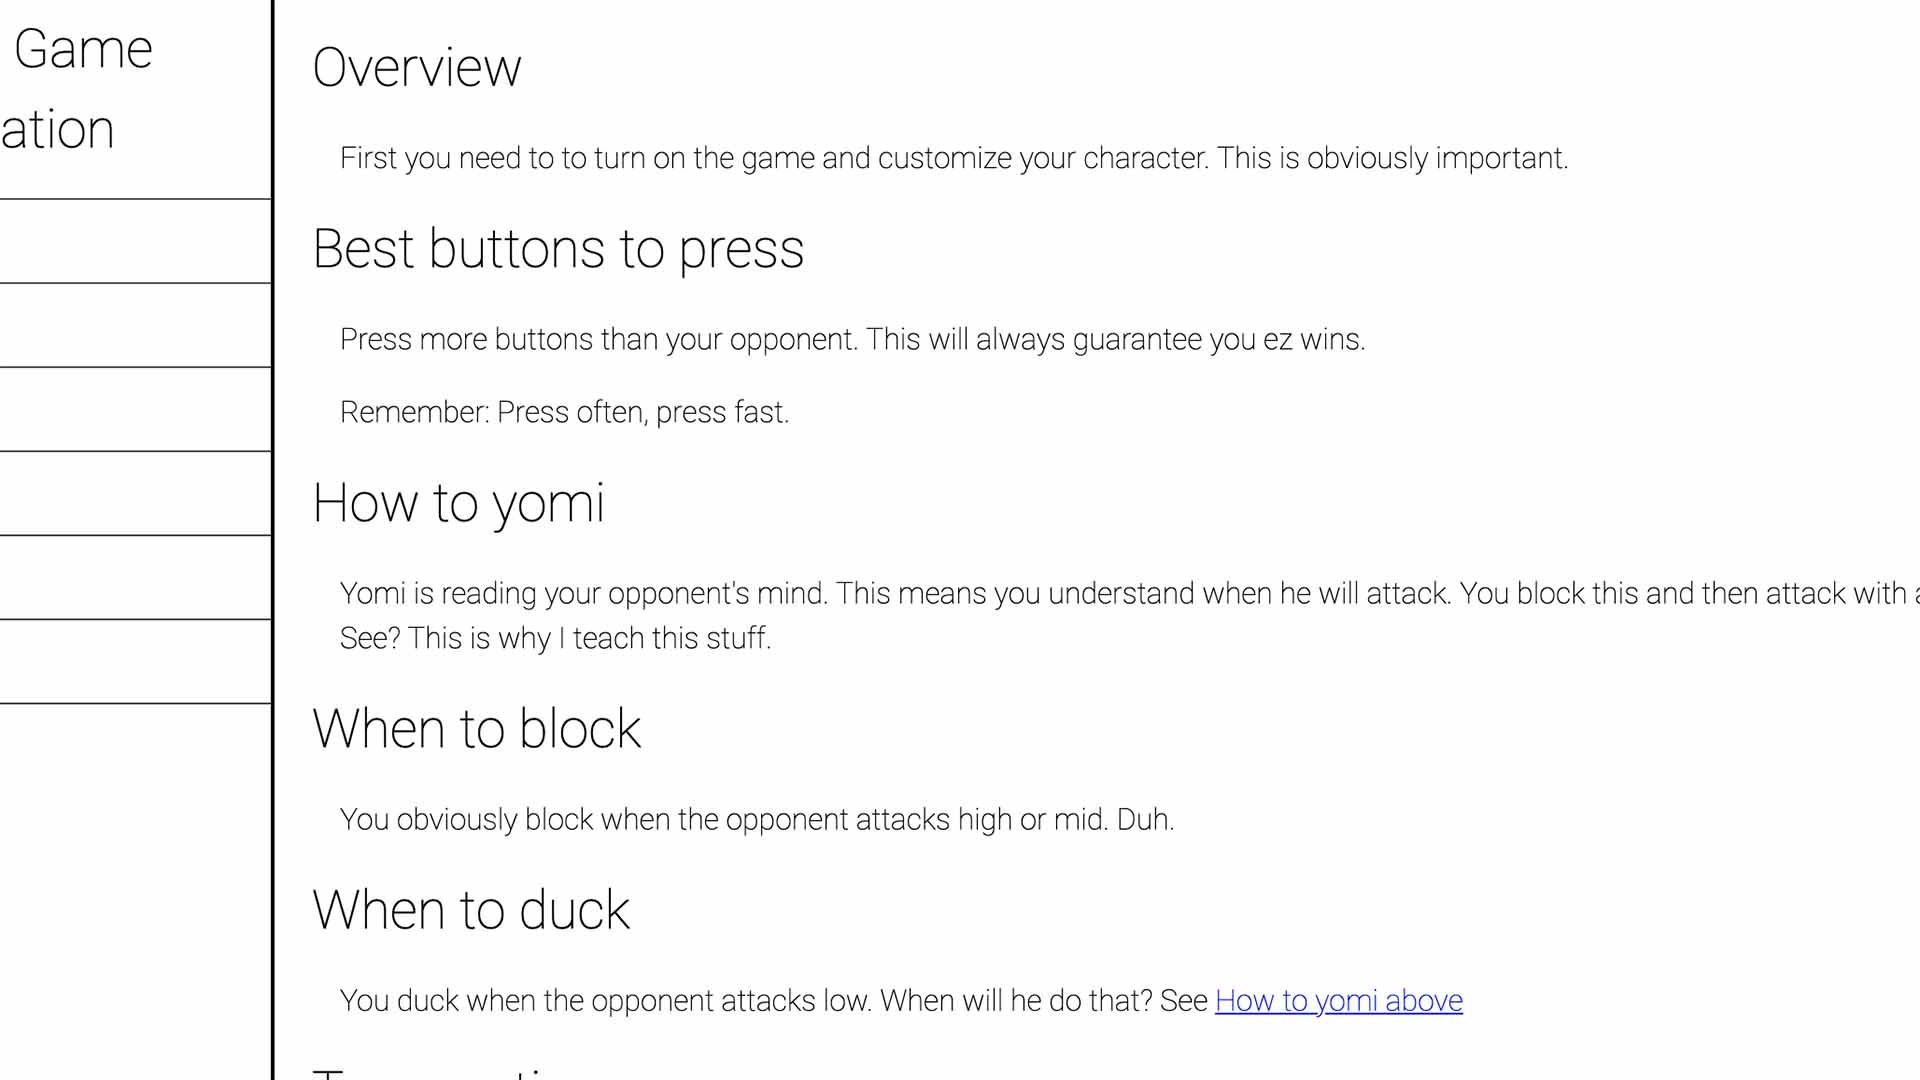 Game
ation
Overview
First you need to to turn on the game and customize your character. This is obviously important.
Best buttons to press
Press more buttons than your opponent. This will always guarantee you ez wins.
Remember: Press often, press fast.
How to yomi
Yomi is reading your opponent's mind. This means you understand when he will attack. You block this and then attack with
See? This is why I teach this stuff.
When to block
You obviously block when the opponent attacks high or mid. Duh.
When to duck
You duck when the opponent attacks low. When will he do that? See How to yomi above